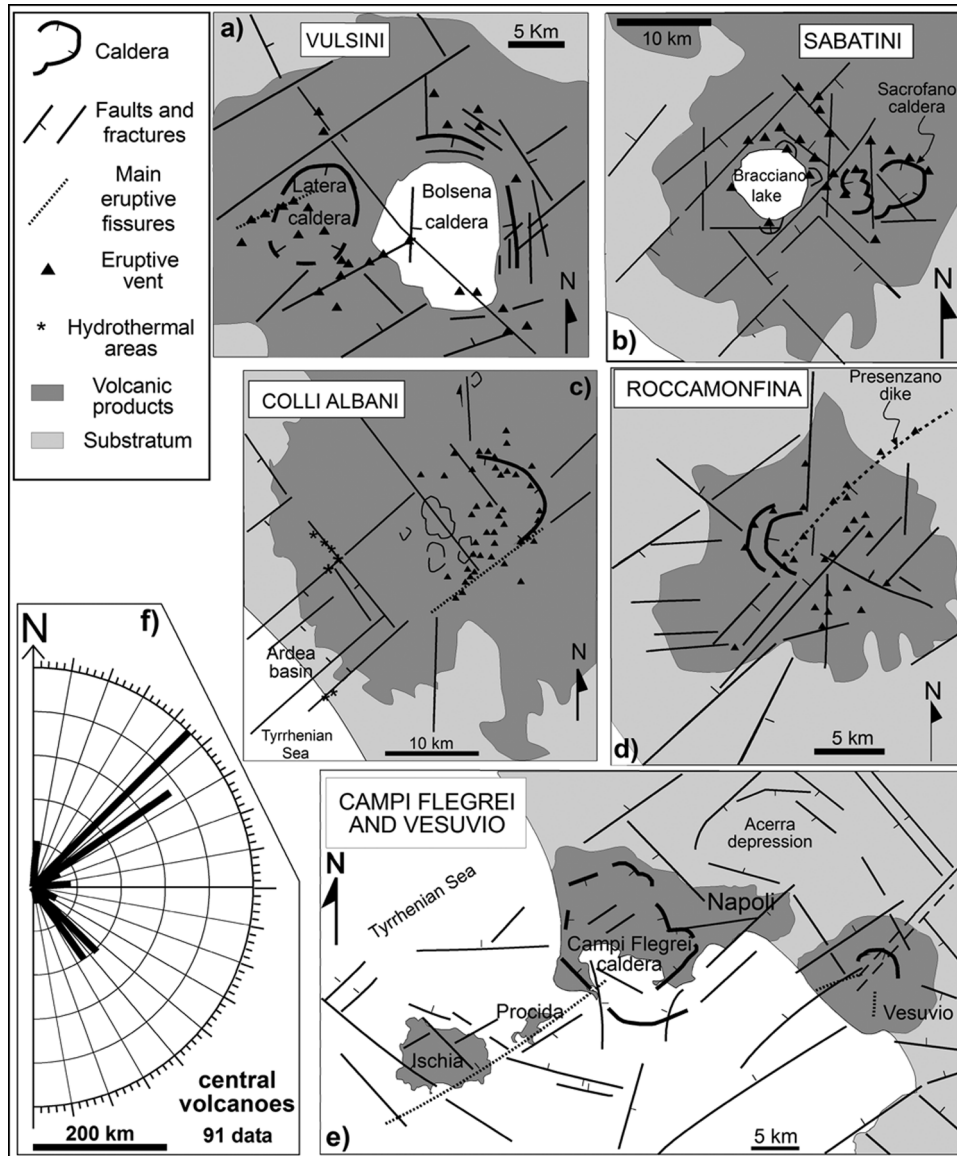 Caldera
Faults and
fractures
Main
eruptive
fissures
Eruptive
vent
Hydrothermal
areas
Volcanic
products
Substratum
a)
VULSINI
5 Km
Latera
caldera
Bolsena
caldera
N
10 km
SABATINI
Sacrofano
caldera
Bracciano
lake
N
b)
c)
COLLI ALBANI
Ardea
basin
Tyrrhenian
Sea
10 km
N
ROCCAMONFINA
Presenzano
dike
N
5 km
d)
CAMPI FLEGREI
AND VESUVIO
N
Tyrrhenian Sea
Acerra
depression
Napoli
Campi Flegrei
caldera
Procida
Ischia
Vesuvio
e)
5 km
N
f)
central
volcanoes
200 km
91 data